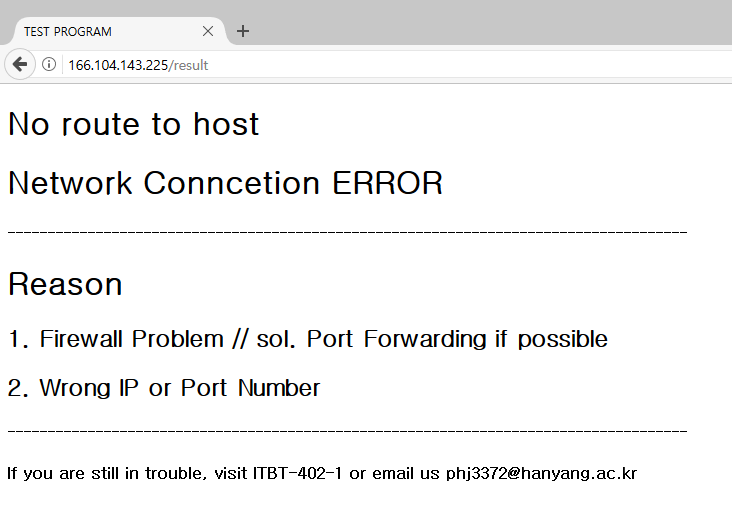 TEST PROGRAM
166.104.143.225/result
No route to host
Network Conncetion ERROR
-------------------------------------------------------------------------------------
Reason
1. Firewall Problem // sol. Port Forwarding if possible
2. Wrong IP or Port Number
-------------------------------------------------------------------------------------
If you are still in trouble, visit ITBT-402-1 or email us phj3372@hanyang.ac.kr